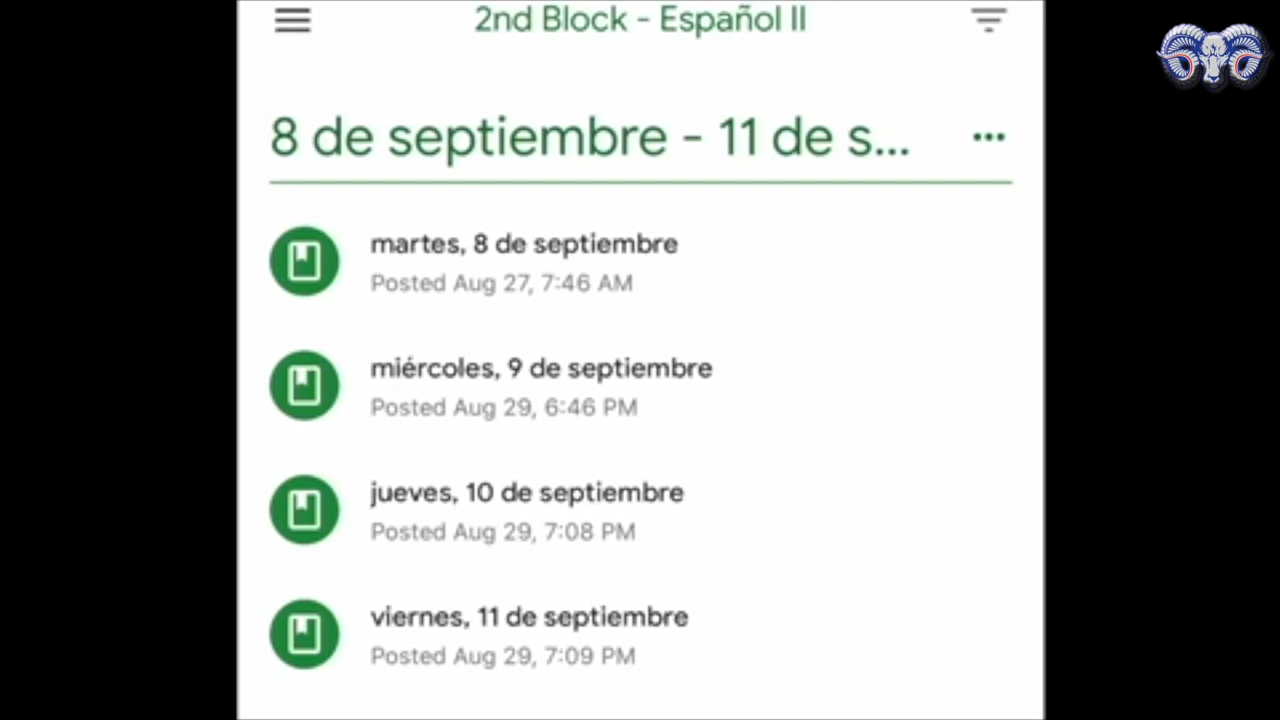 2nd Block - Español II
8 de septiembre - 11 de s...
martes, 8 de septiembre
Posted Aug 27, 7:46 AM
miércoles, 9 de septiembre
Posted Aug 29, 6:46 PM
jueves, 10 de septiembre
Posted Aug 29, 7:08 PM
viernes, 11 de septiembre
Posted Aug 29, 7:09 PM